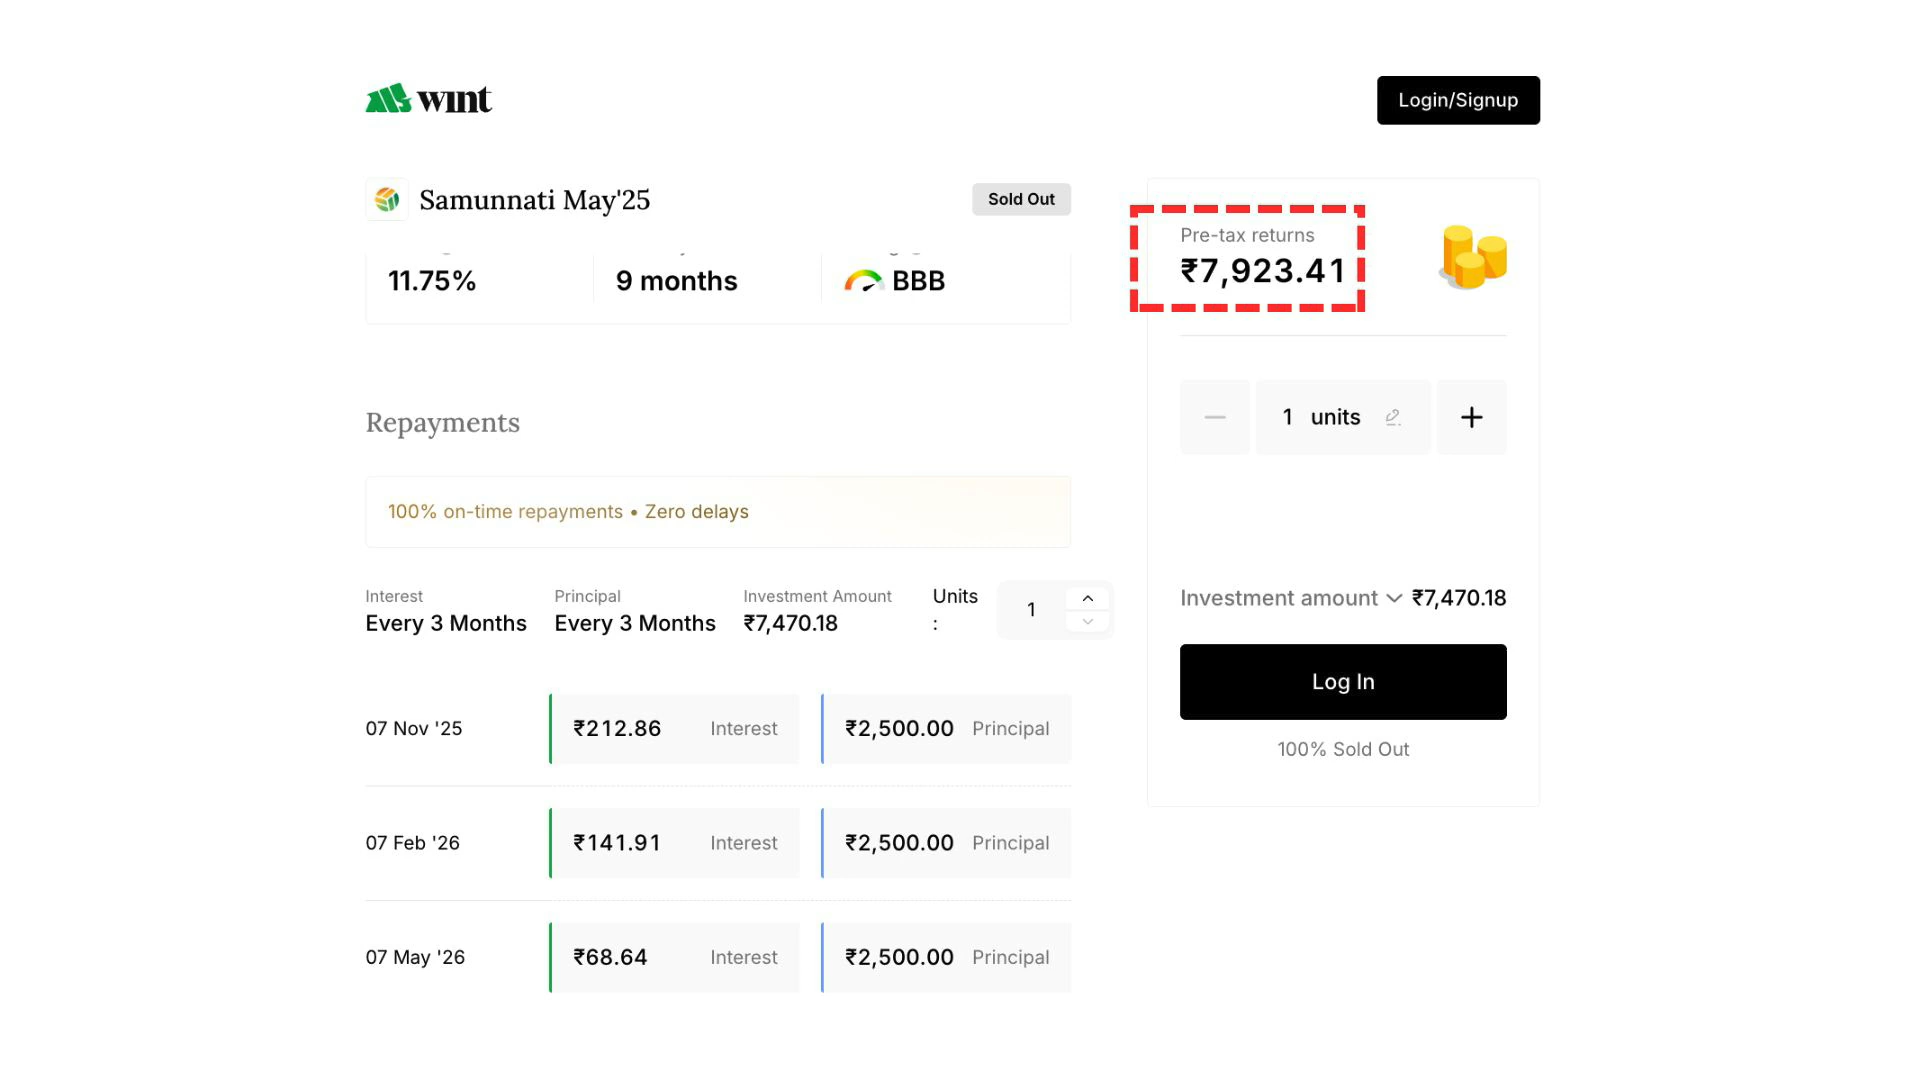 wint
Login/Signup
Samunnati May'25
Sold Out
11.75%
9 months
BBB
Pre-tax returns
₹7,923.41
1 units
Repayments
100% on-time repayments • Zero delays
Interest
Every 3 Months
Principal
Every 3 Months
Investment Amount
₹7,470.18
Units
:
1
Investment amount ₹7,470.18
Log In
100% Sold Out
07 Nov '25 ₹212.86 Interest ₹2,500.00 Principal
07 Feb '26 ₹141.91 Interest ₹2,500.00 Principal
07 May '26 ₹68.64 Interest ₹2,500.00 Principal